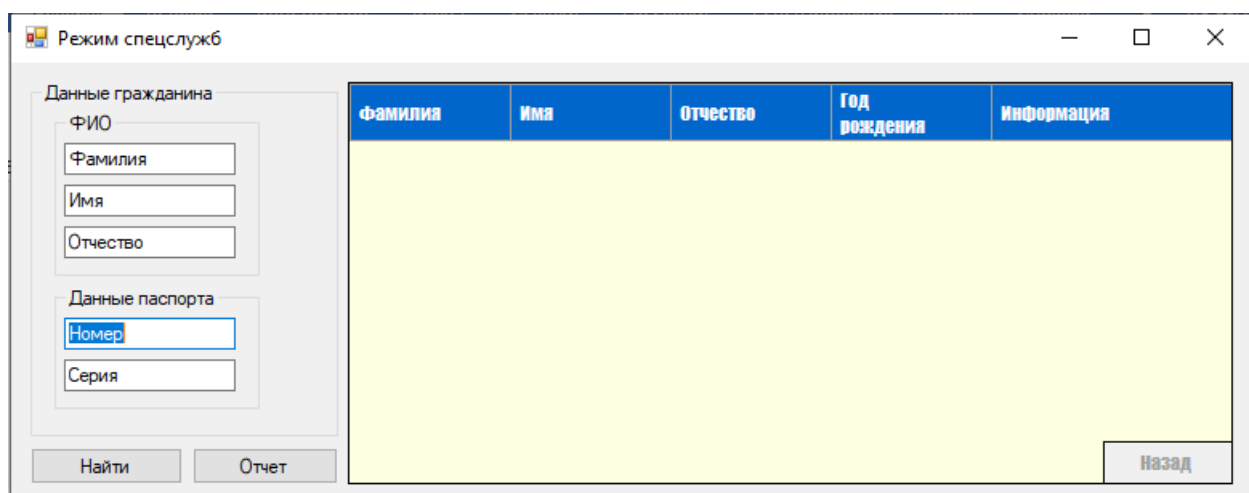 Режим спецслужб
Данные гражданина
ФИО
Фамилия
Имя
Отчество
Данные паспорта
Номер
Серия
Найти Отчет
Фамилия Имя Отчество Год рождения Информация
Назад